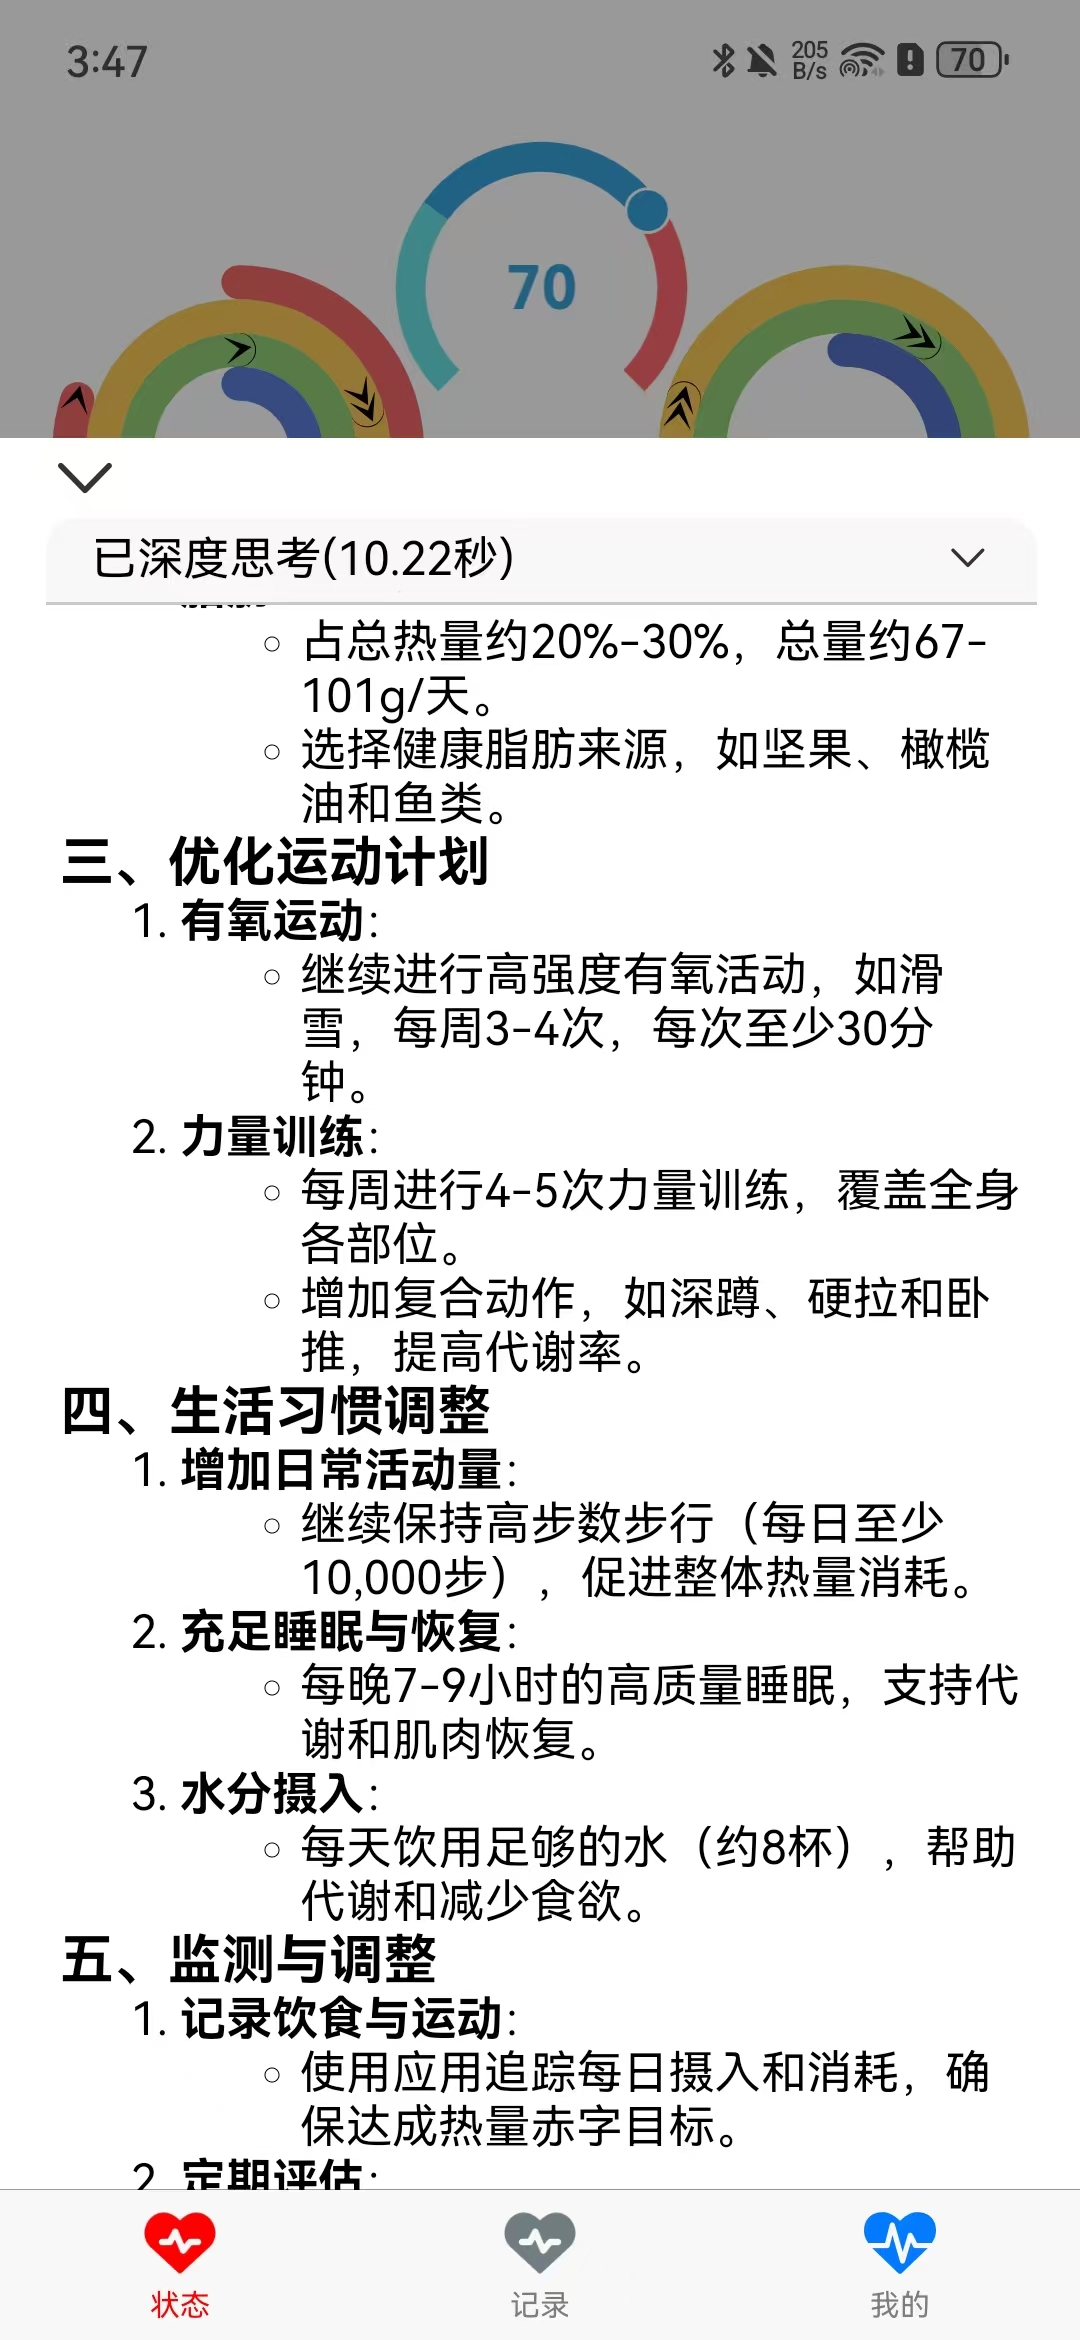 3:47
205
B/s
70
70
已深度思考(10.22秒)
占总热量约20%-30%，总量约67-
101g/天。
选择健康脂肪来源，如坚果、橄榄
油和鱼类。
三、优化运动计划
1. 有氧运动：
继续进行高强度有氧活动，如滑
雪，每周3-4次，每次至少30分
钟。
2. 力量训练：
每周进行4-5次力量训练，覆盖全身
各部位。
增加复合动作，如深蹲、硬拉和卧
推，提高代谢率。
四、生活习惯调整
1. 增加日常活动量：
继续保持高步数步行（每日至少
10,000步），促进整体热量消耗。
2. 充足睡眠与恢复：
每晚7-9小时的高质量睡眠，支持代
谢和肌肉恢复。
3. 水分摄入：
每天饮用足够的水（约8杯），帮助
代谢和减少食欲。
五、监测与调整
1. 记录饮食与运动：
使用应用追踪每日摄入和消耗，确
保达成热量赤字目标。
2. 定期评估：
状态
记录
我的